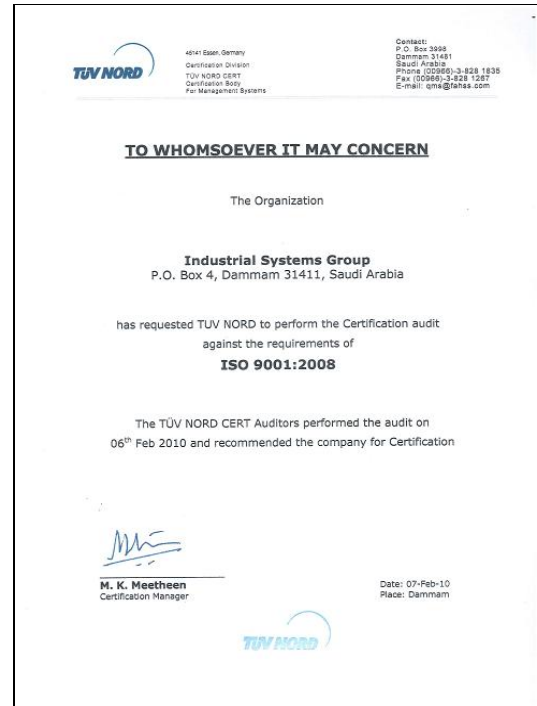 TÜV NORD
45141 Essen, Germany
Certification Division
TÜV NORD CERT
Certification Body
For Management Systems
Contact:
P.O. Box 3998
Dammam 31481
Saudi Arabia
Phone (00966)-3-828 1835
Fax (00966)-3-828 1267
E-mail: qms@fahss.com
TO WHOMSOEVER IT MAY CONCERN
The Organization
Industrial Systems Group
P.O. Box 4, Dammam 31411, Saudi Arabia
has requested TUV NORD to perform the Certification audit
against the requirements of
ISO 9001:2008
The TÜV NORD CERT Auditors performed the audit on
06th Feb 2010 and recommended the company for Certification
M. K. Meetheen
Certification Manager
Date: 07-Feb-10
Place: Dammam
TÜV NORD